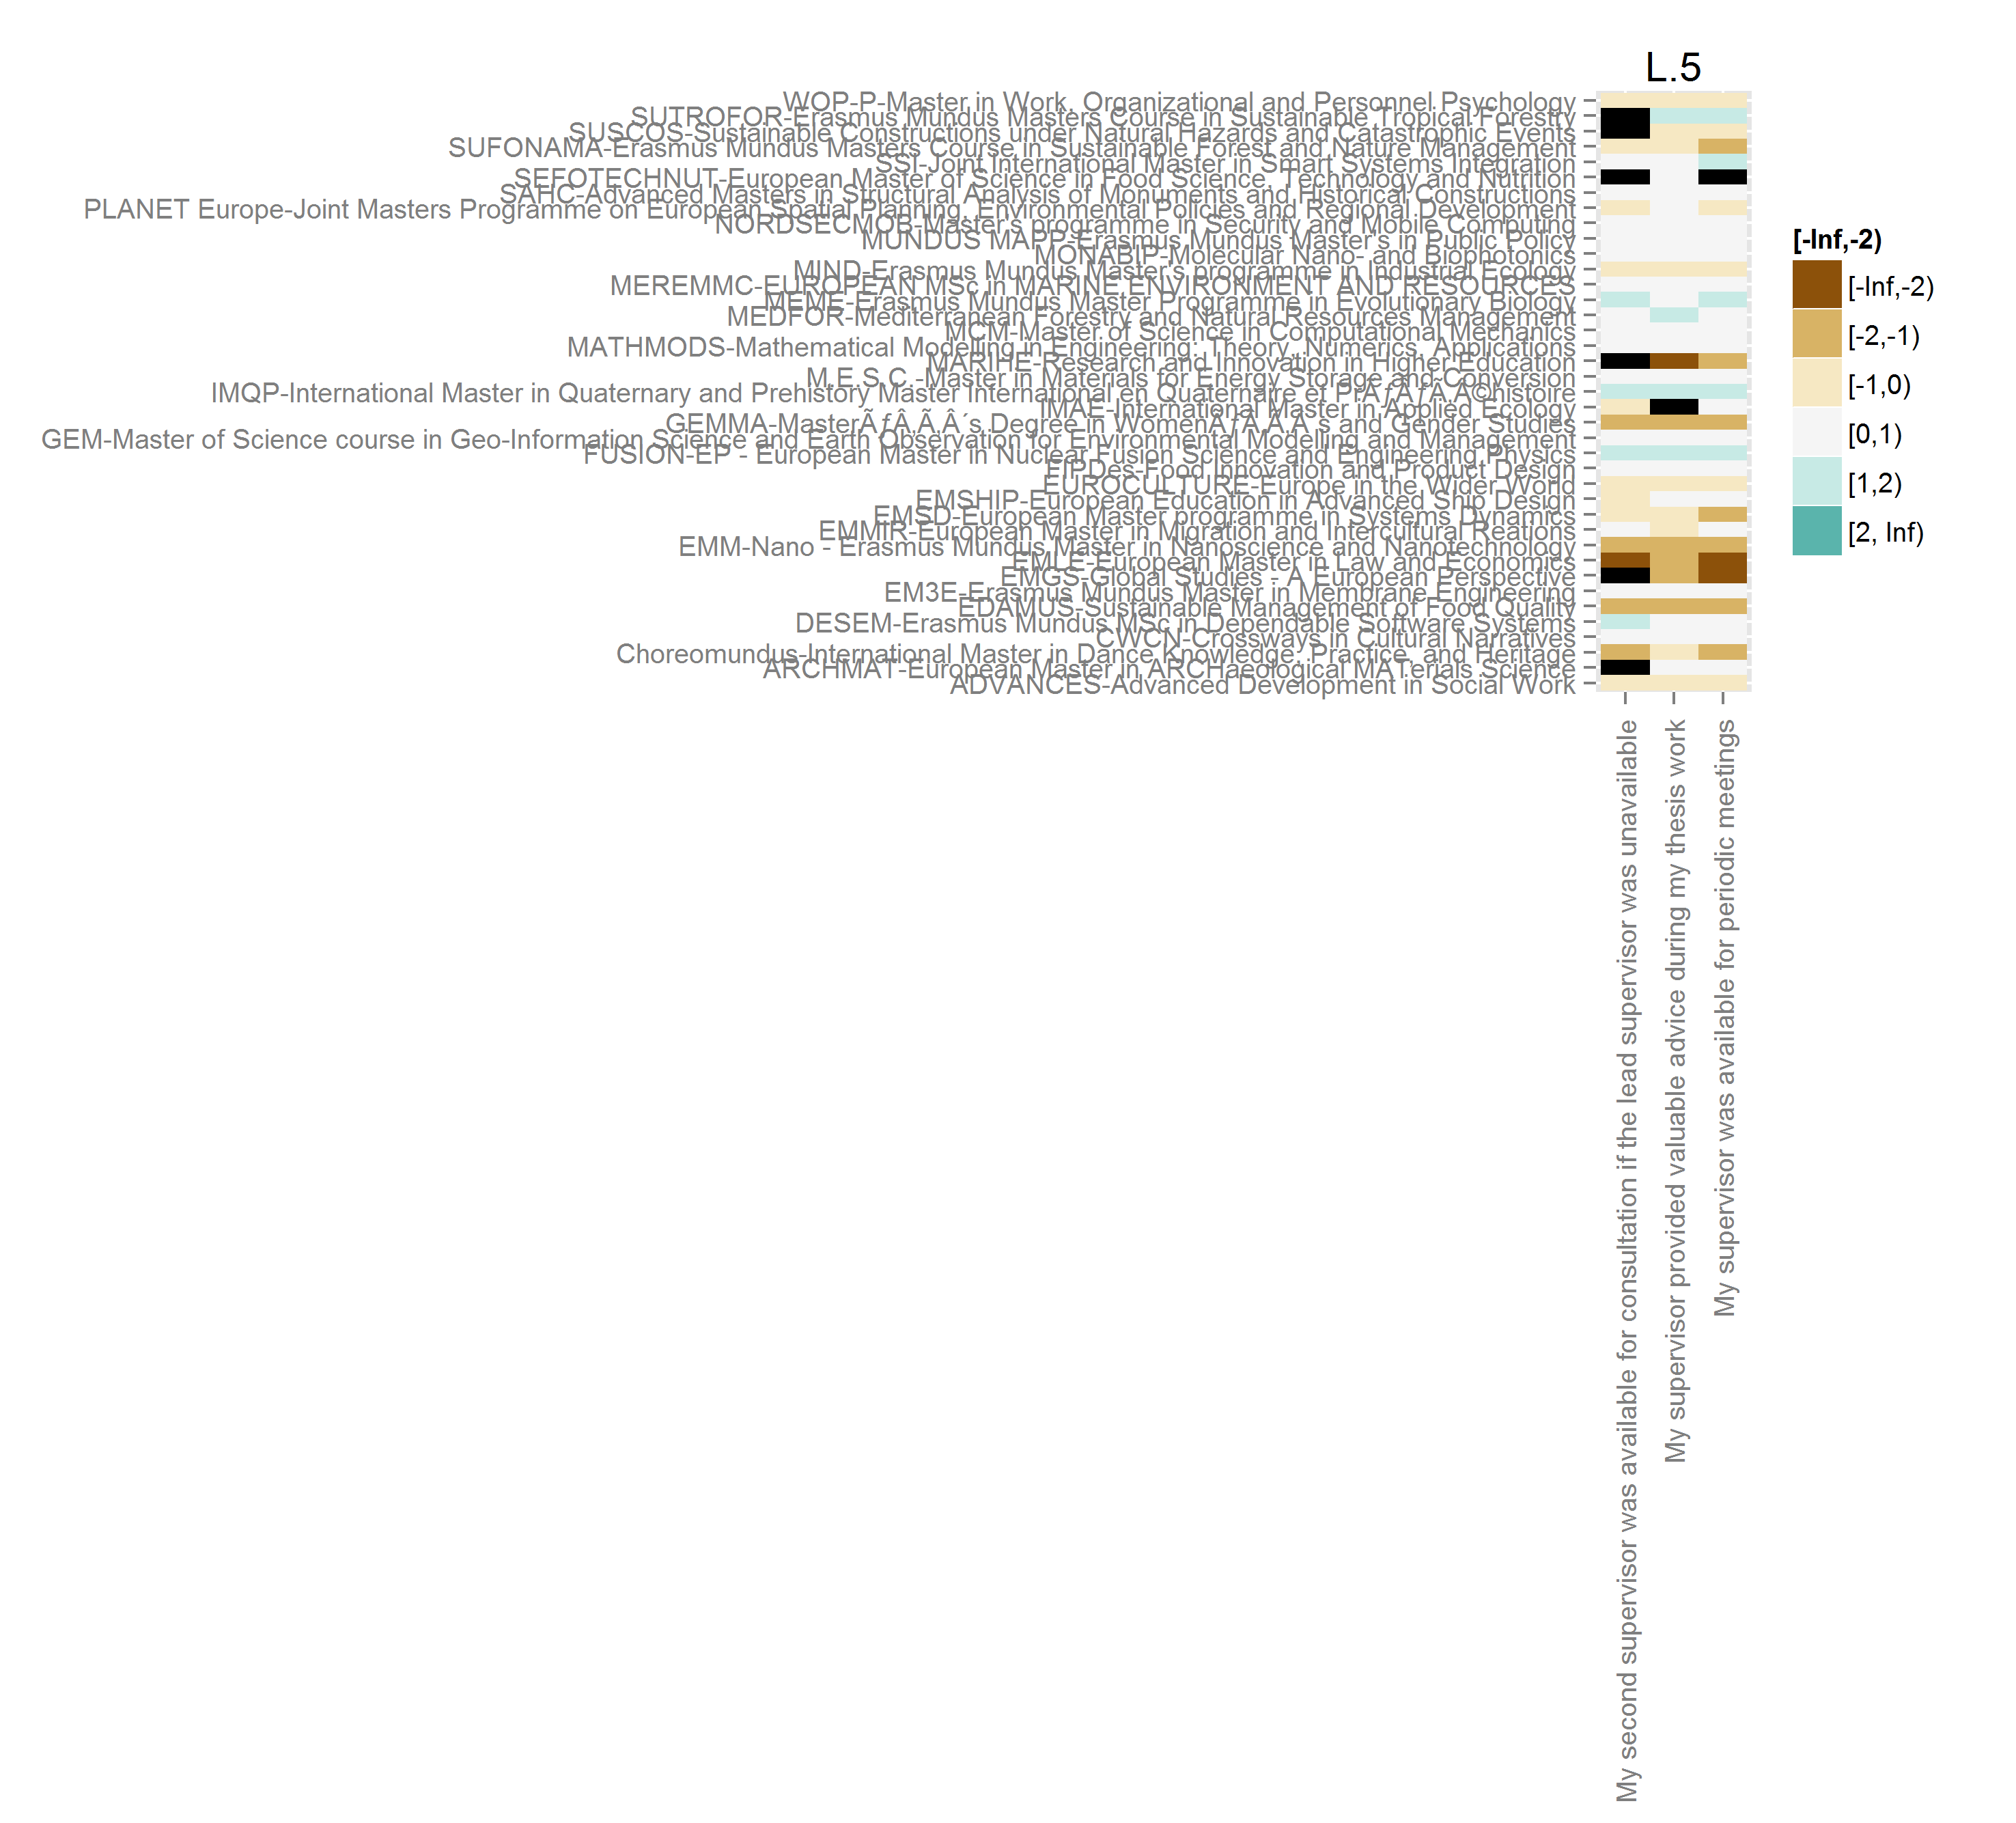 L.5
WOP-P-Master in Work, Organizational and Personnel Psychology
SUTROFOR-Erasmus Mundus Masters Course in Sustainable Tropical Forestry
SUSCOS-Sustainable Constructions under Natural Hazards and Catastrophic Events
SUFONAMA-Erasmus Mundus Masters Course in Sustainable Forest and Nature Management
SSI-Joint International Master in Smart Systems Integration
SEFOTECHNUT-European Master of Science in Food Science, Technology and Nutrition
SAHC-Advanced Masters in Structural Analysis of Monuments and Historical Constructions
PLANET Europe-Joint Masters Programme on European Spatial Planning, Environmental Policies and Regional Development
NORDSECMOB-Master's programme in Security and Mobile Computing
MUNDUS MAPP-Erasmus Mundus Master's in Public Policy
MONABIP-Molecular Nano- and Biophotonics
MIND-Erasmus Mundus Master's programme in Industrial Ecology
MEREMMC-EUROPEAN MSc in MARINE ENVIRONMENT AND RESOURCES
MEME-Erasmus Mundus Master Programme in Evolutionary Biology
MEDFOR-Mediterranean Forestry and Natural Resources Management
MCM-Master of Science in Computational Mechanics
MATHMODS-Mathematical Modelling in Engineering: Theory, Numerics, Applications
MARIHE-Research and Innovation in Higher Education
M.E.S.C.-Master in Materials for Energy Storage and Conversion
IMQP-International Master in Quaternary and Prehistory Master International en Quaternaire et PrÃƒÂƒÃ‚Â©histoire
IMAE-International Master in Applied Ecology
GEMMA-MasterÃƒÂ‚Ã‚Â´s Degree in WomenÃƒÂ‚Ã‚Â´s and Gender Studies
GEM-Master of Science course in Geo-Information Science and Earth Observation for Environmental Modelling and Management
FUSION-EP - European Master in Nuclear Fusion Science and Engineering Physics
FIPDes-Food Innovation and Product Design
EUROCULTURE-Europe in the Wider World
EMSHIP-European Education in Advanced Ship Design
EMSD-European Master programme in Systems Dynamics
EMMIR-European Master in Migration and Intercultural Reations
EMM-Nano - Erasmus Mundus Master in Nanoscience and Nanotechnology
EMLE-European Master in Law and Economics
EMGS-Global Studies - A European Perspective
EM3E-Erasmus Mundus Master in Membrane Engineering
EDAMUS-Sustainable Management of Food Quality
DESEM-Erasmus Mundus MSc in Dependable Software Systems
CWCN-Crossways in Cultural Narratives
Choreomundus-International Master in Dance Knowledge, Practice, and Heritage
ARCHMAT-European Master in ARCHaeological MATerials Science
ADVANCES-Advanced Development in Social Work
My second supervisor was available for consultation if the lead supervisor was unavailable
My supervisor provided valuable advice during my thesis work
My supervisor was available for periodic meetings
[-Inf,-2)
[-Inf,-2)
[-2,-1)
[-1,0)
[0,1)
[1,2)
[2, Inf)